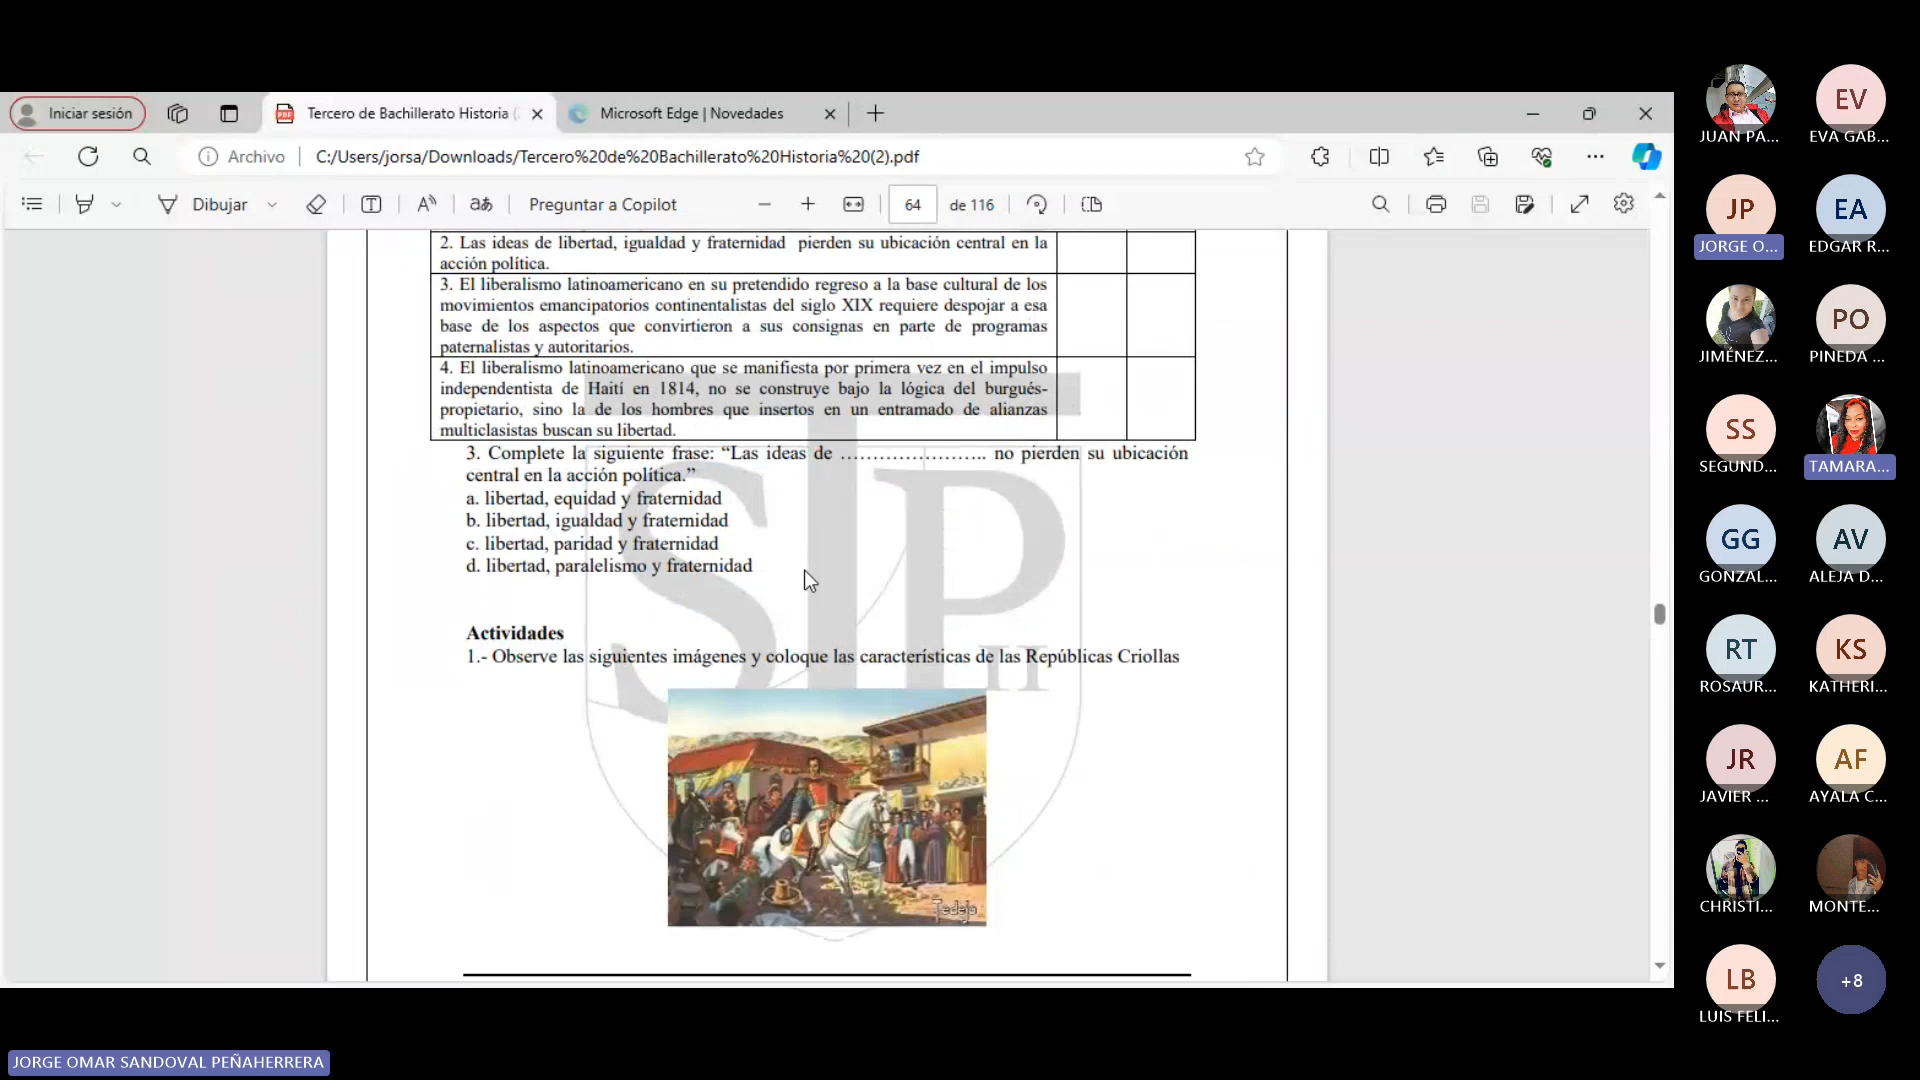 Iniciar sesión
Tercero de Bachillerato Historia (
Microsoft Edge | Novedades
Archivo
C:/Users/jorsa/Downloads/Tercero%20de%20Bachillerato%20Historia%20(2).pdf
Dibujar
Preguntar a Copilot
64 de 116
2. Las ideas de libertad, igualdad y fraternidad pierden su ubicación central en la
acción política.
3. El liberalismo latinoamericano en su pretendido regreso a la base cultural de los
movimientos emancipatorios continentalistas del siglo XIX requiere despojar a esa
base de los aspectos que convirtieron a sus consignas en parte de programas
paternalistas y autoritarios.
4. El liberalismo latinoamericano que se manifiesta por primera vez en el impulso
independentista de Haití en 1814, no se construye bajo la lógica del burgués-
propietario, sino la de los hombres que insertos en un entramado de alianzas
multiclasistas buscan su libertad.
3. Complete la siguiente frase: “Las ideas de ………………….. no pierden su ubicación
central en la acción política.”
a. libertad, equidad y fraternidad
b. libertad, igualdad y fraternidad
c. libertad, paridad y fraternidad
d. libertad, paralelismo y fraternidad
Actividades
1.- Observe las siguientes imágenes y coloque las características de las Repúblicas Criollas
STP
II
Tedejo
JUAN PA...
EV
EVA GAB...
JP
JORGE O...
EA
EDGAR R...
JIMÉNEZ...
PO
PINEDA ...
SS
SEGUND...
TAMARA...
GG
GONZAL...
AV
ALEJA D...
RT
ROSAUR...
KS
KATHERI...
JR
JAVIER ...
AF
AYALA C...
CHRISTI...
MONTE...
LB
LUIS FELI...
+8
JORGE OMAR SANDOVAL PEÑAHERRERA